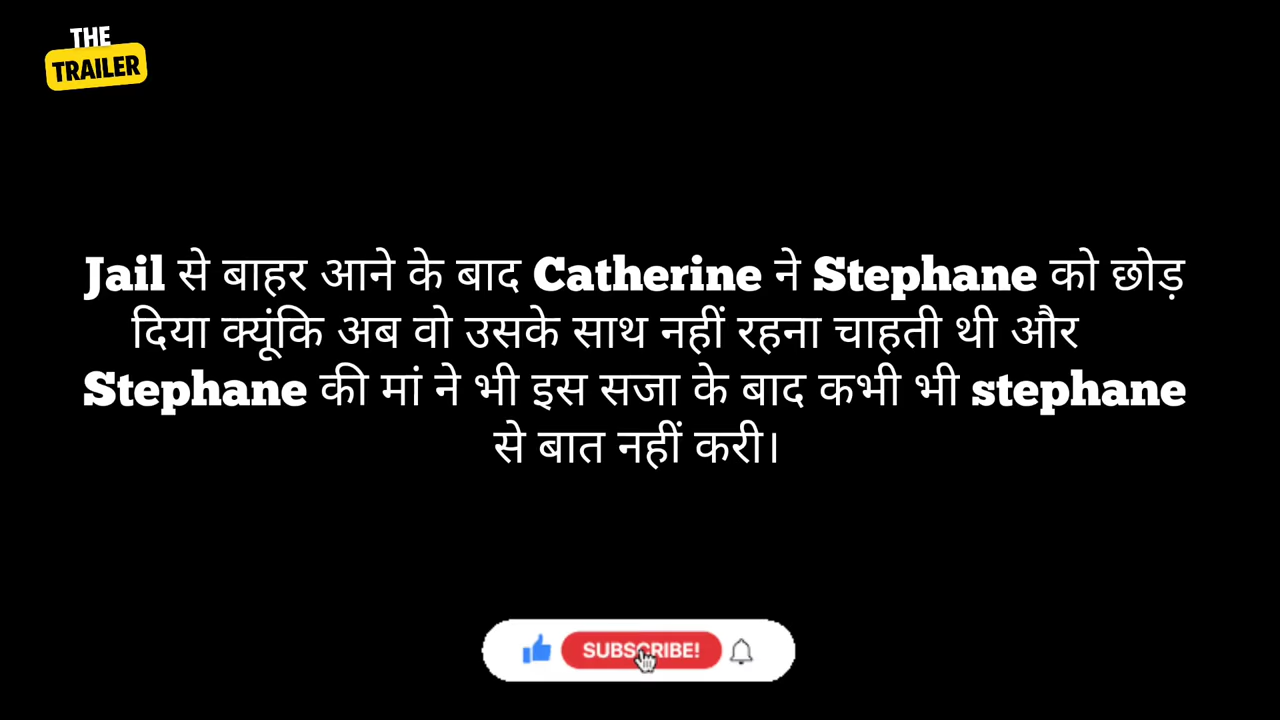 THE
TRAILER
Jail से बाहर आने के बाद Catherine ने Stephane को छोड़
दिया क्यूंकि अब वो उसके साथ नहीं रहना चाहती थी और
Stephane की मां ने भी इस सजा के बाद कभी भी stephane
से बात नहीं करी।
SUBSCRIBE!